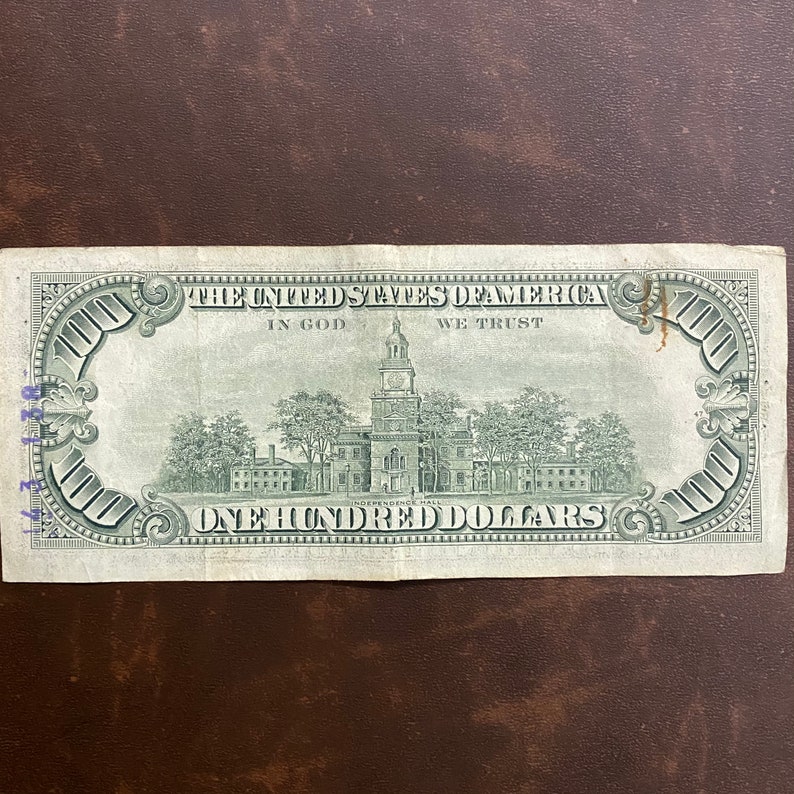 THE UNITED STATES OF AMERICA
IN GOD WE TRUST
100
100
100
100
INDEPENDENCE HALL
ONE HUNDRED DOLLARS